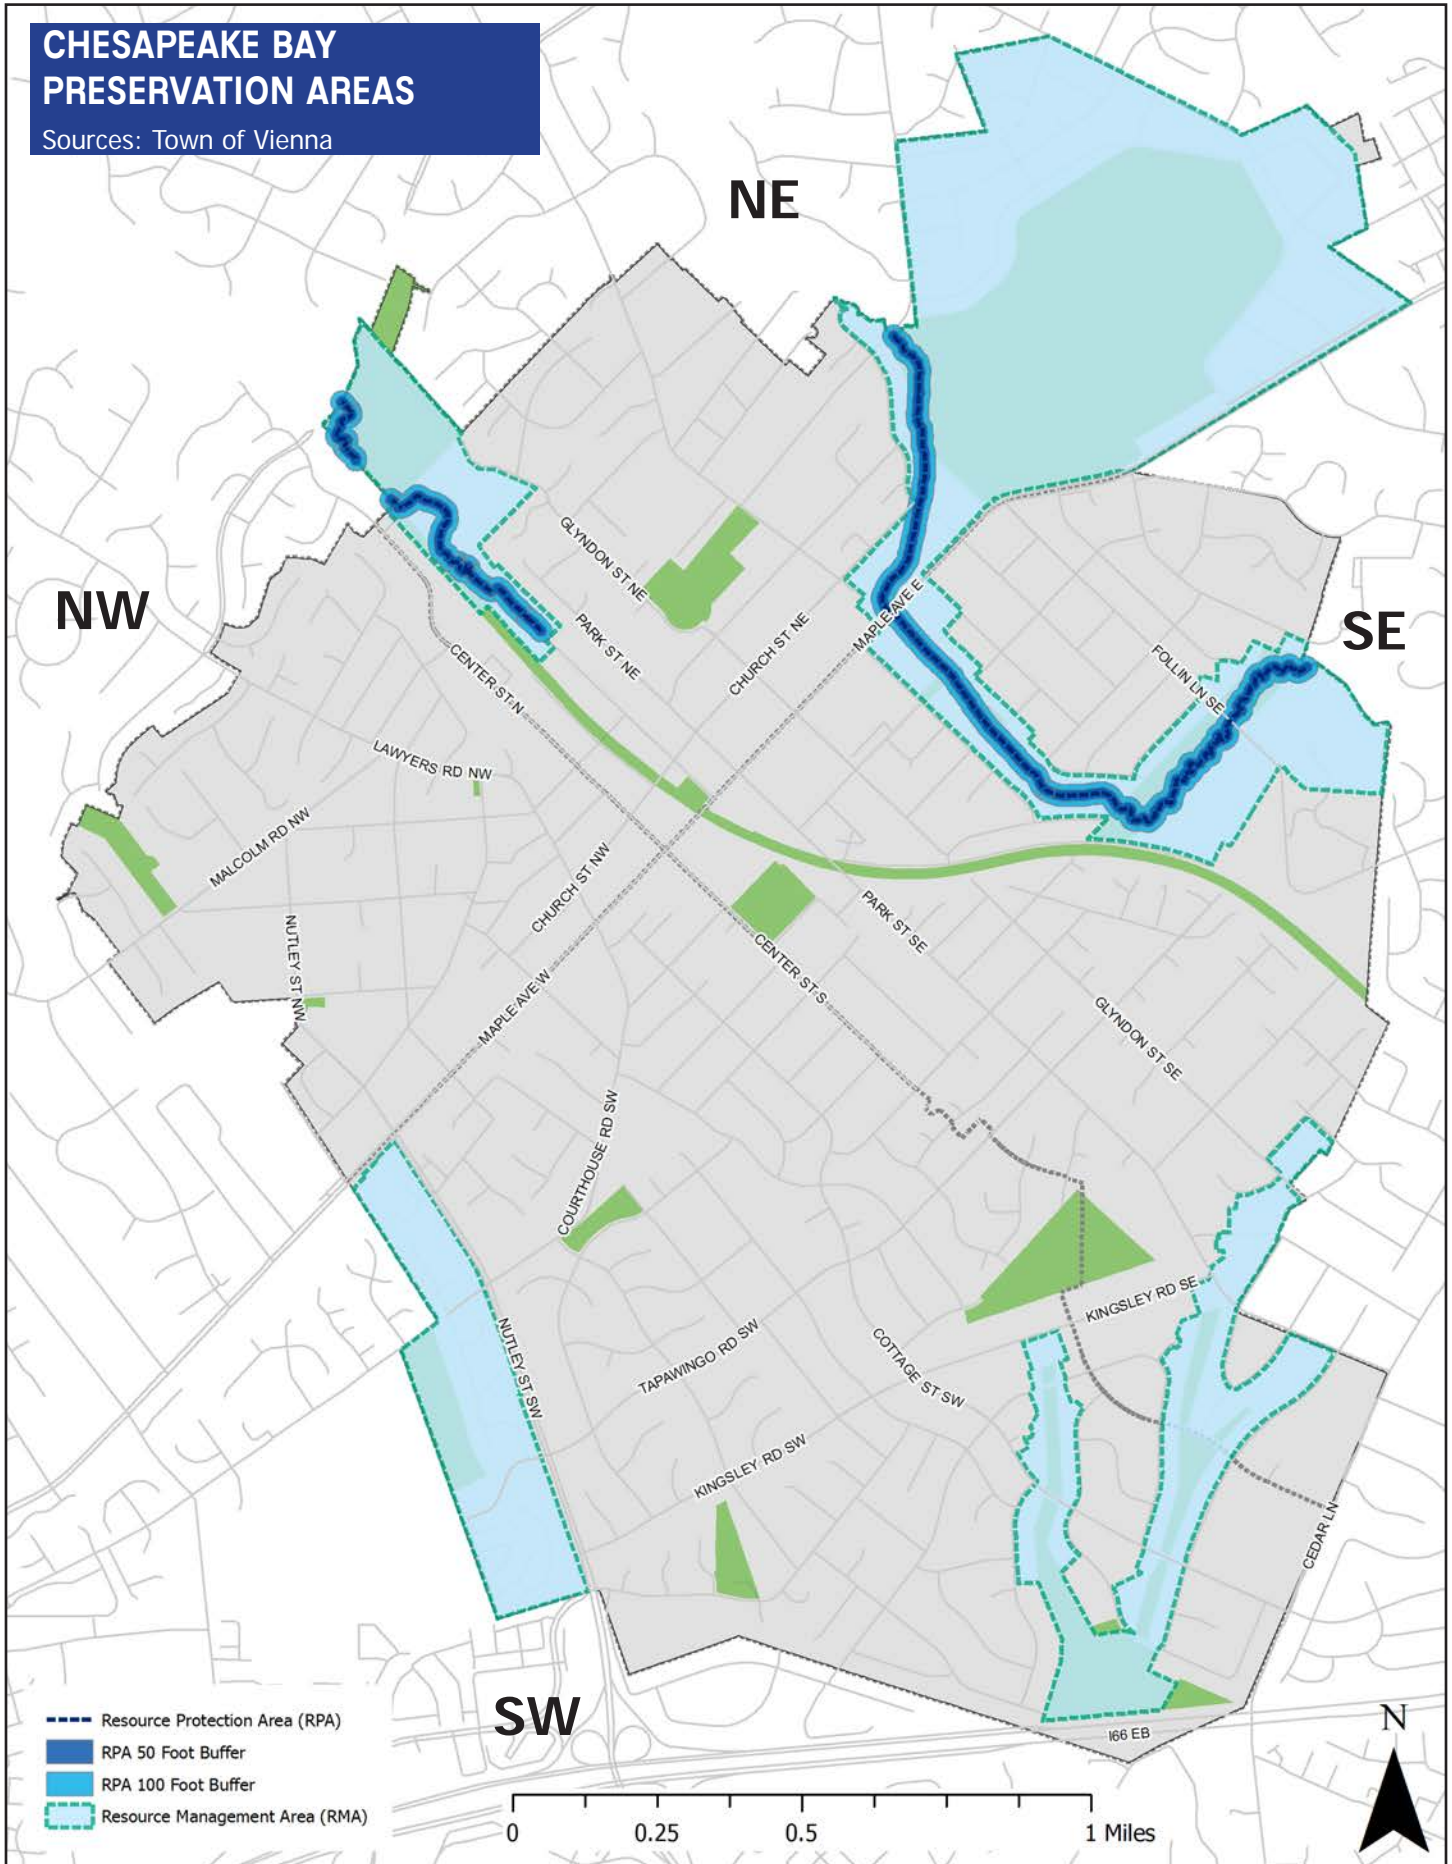 CHESAPEAKE BAY
PRESERVATION AREAS
Sources: Town of Vienna
NE
NW
SE
GLYNDON ST NE
PARK ST NE
CHURCH ST NE
MAPLE AVE E
FOLLIN LN SE
CENTER ST N
LAWYERS RD NW
MALCOLM RD NW
CHURCH ST NW
NUTLEY ST NW
MAPLE AVE W
PARK ST SE
CENTER ST S
GLYNDON ST SE
COURTHOUSE RD SW
KINGSLEY RD SE
NUTLEY ST SW
TAPAWINGO RD SW
COTTAGE ST SW
KINGSLEY RD SW
CEDAR LN
SW
I66 EB
N
Resource Protection Area (RPA)
RPA 50 Foot Buffer
RPA 100 Foot Buffer
Resource Management Area (RMA)
0 0.25 0.5 1 Miles